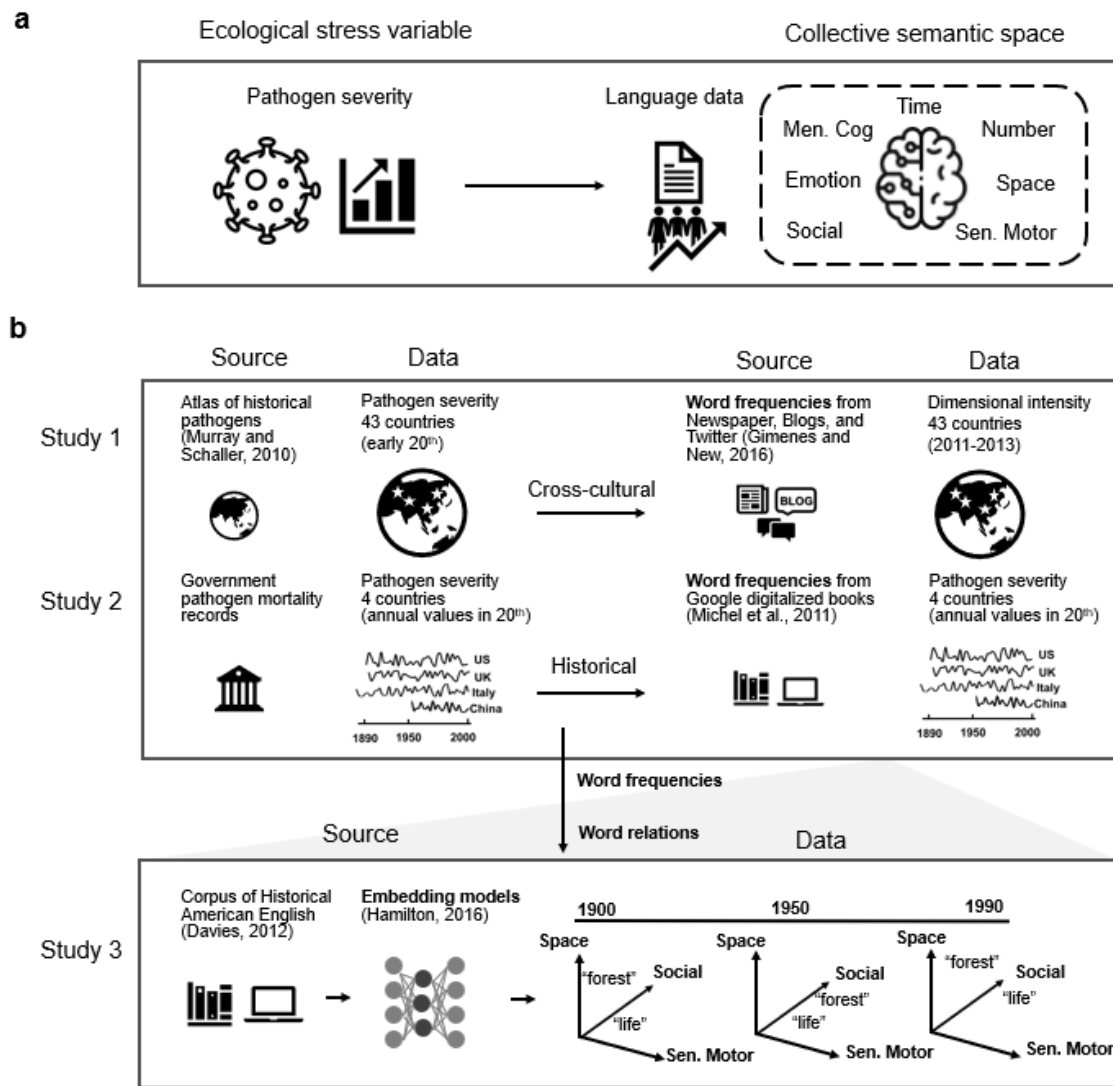 a
Ecological stress variable
Collective semantic space
Pathogen severity
Language data
Time
Men. Cog
Number
Emotion
Space
Social
Sen. Motor
b
Source
Data
Source
Data
Study 1
Atlas of historical
pathogens
(Murray and
Schaller, 2010)
Pathogen severity
43 countries
(early 20th)
Cross-cultural
Word frequencies from
Newspaper, Blogs, and
Twitter (Gimenes and
New, 2016)
BLOG
Dimensional intensity
43 countries
(2011-2013)
Study 2
Government
pathogen mortality
records
Pathogen severity
4 countries
(annual values in 20th)
US
UK
Italy
China
1890 1950 2000
Historical
Word frequencies from
Google digitalized books
(Michel et al., 2011)
Pathogen severity
4 countries
(annual values in 20th)
US
UK
Italy
China
1890 1950 2000
Word frequencies
Word relations
Source
Data
Study 3
Corpus of Historical
American English
(Davies, 2012)
Embedding models
(Hamilton, 2016)
1900 1950 1990
Space
"forest"
Social
"life"
Sen. Motor
Space
Social
"forest"
"life"
Sen. Motor
Space
"forest"
Social
"life"
Sen. Motor